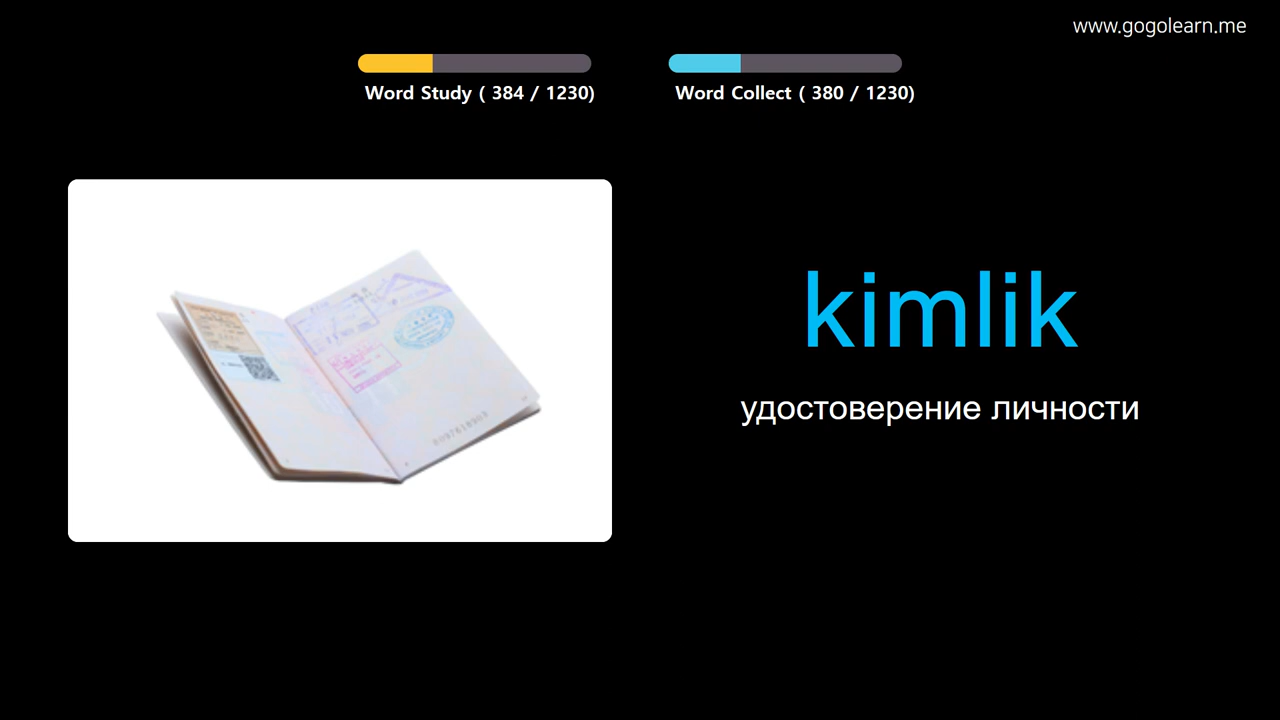 www.gogolearn.me
Word Study ( 384 / 1230)
Word Collect ( 380 / 1230)
kimlik
удостоверение личности